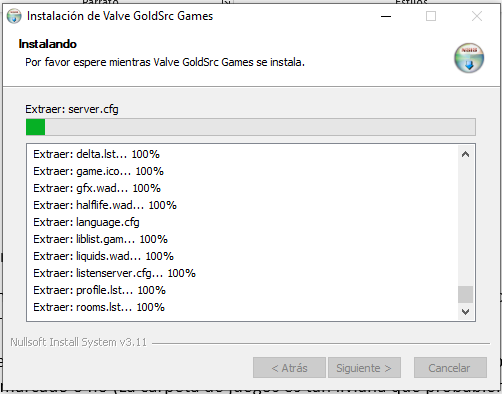 Párrafo
Estilos
Instalación de Valve GoldSrc Games
Instalando
Por favor espere mientras Valve GoldSrc Games se instala.
Extraer: server.cfg
Extraer: delta.lst... 100%
Extraer: game.ico... 100%
Extraer: gfx.wad... 100%
Extraer: halflife.wad... 100%
Extraer: language.cfg
Extraer: liblist.gam... 100%
Extraer: liquids.wad... 100%
Extraer: listenserver.cfg... 100%
Extraer: profile.lst... 100%
Extraer: rooms.lst... 100%
Nullsoft Install System v3.11
< Atrás
Siguiente >
Cancelar